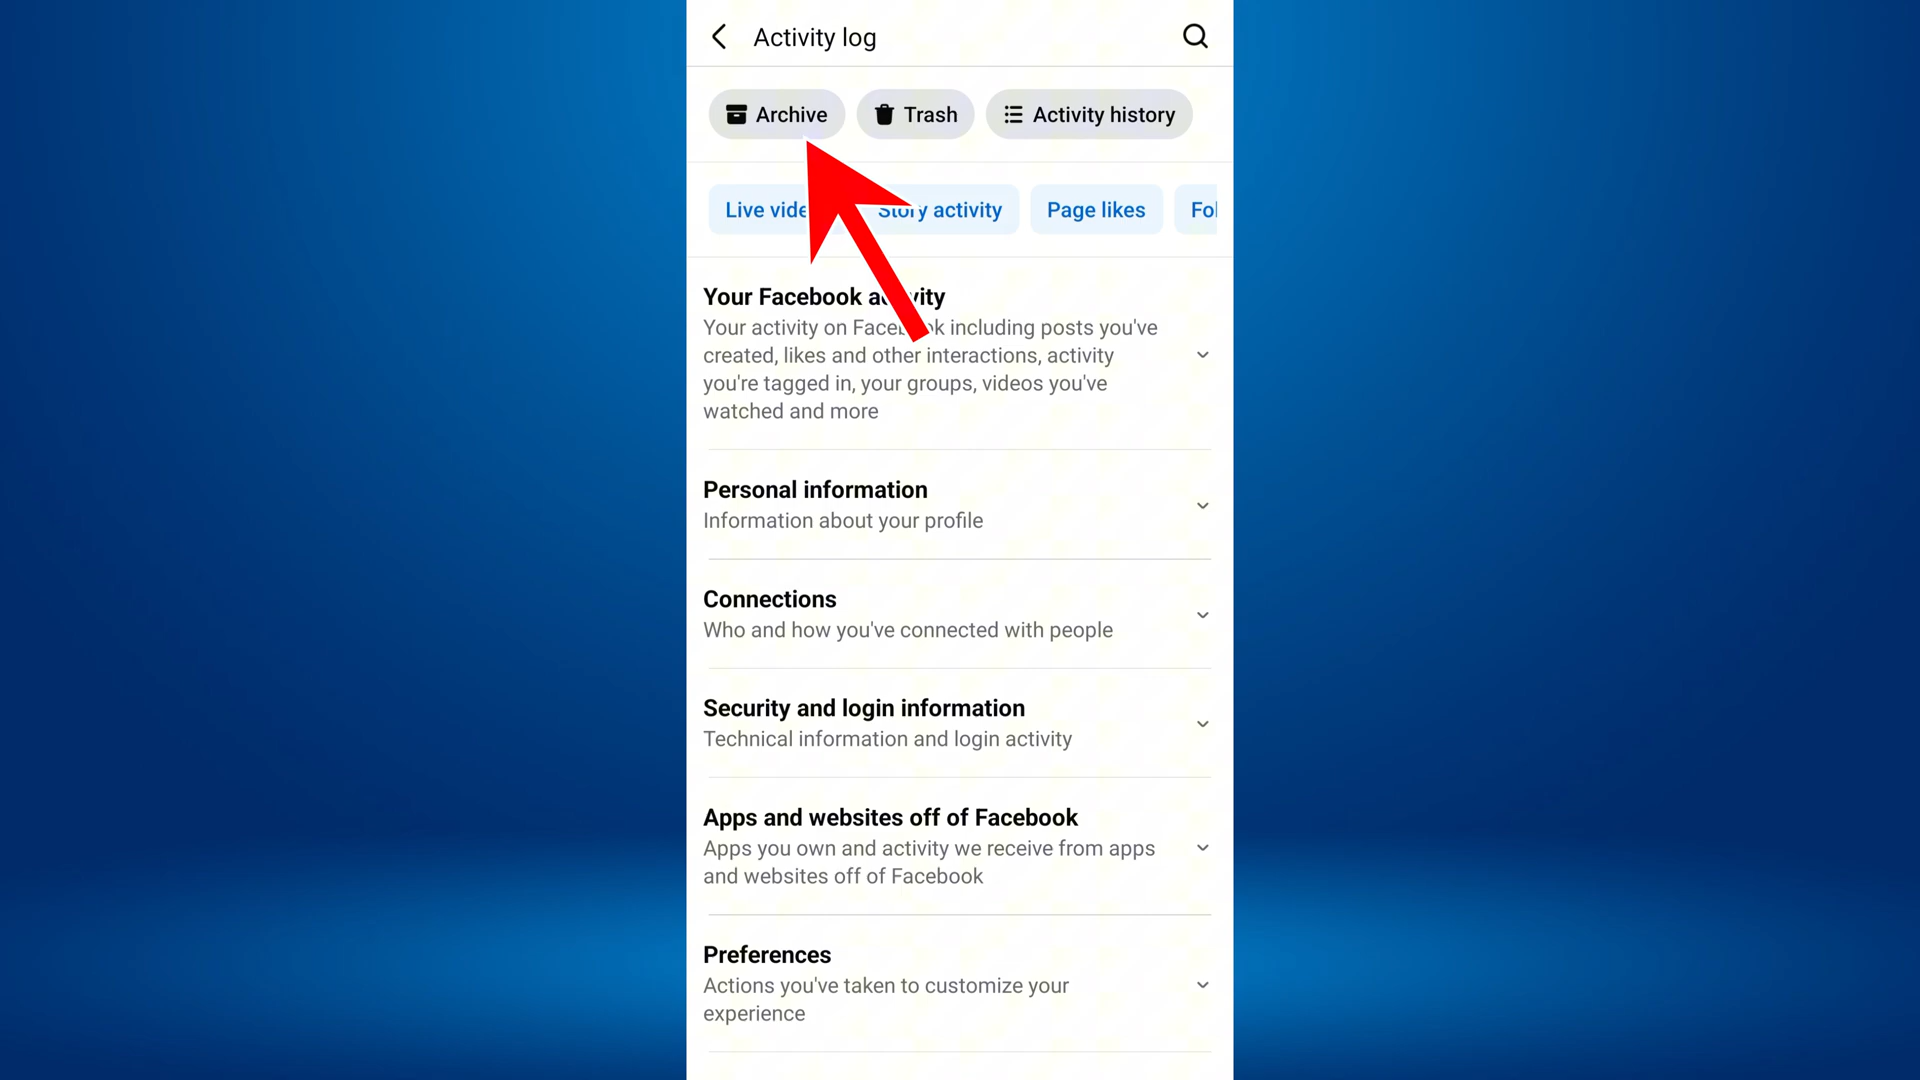 Activity log
Archive Trash Activity history
Live vide Story activity Page likes Fol
Your Facebook activity
Your activity on Facebook including posts you've
created, likes and other interactions, activity
you're tagged in, your groups, videos you've
watched and more
Personal information
Information about your profile
Connections
Who and how you've connected with people
Security and login information
Technical information and login activity
Apps and websites off of Facebook
Apps you own and activity we receive from apps
and websites off of Facebook
Preferences
Actions you've taken to customize your
experience